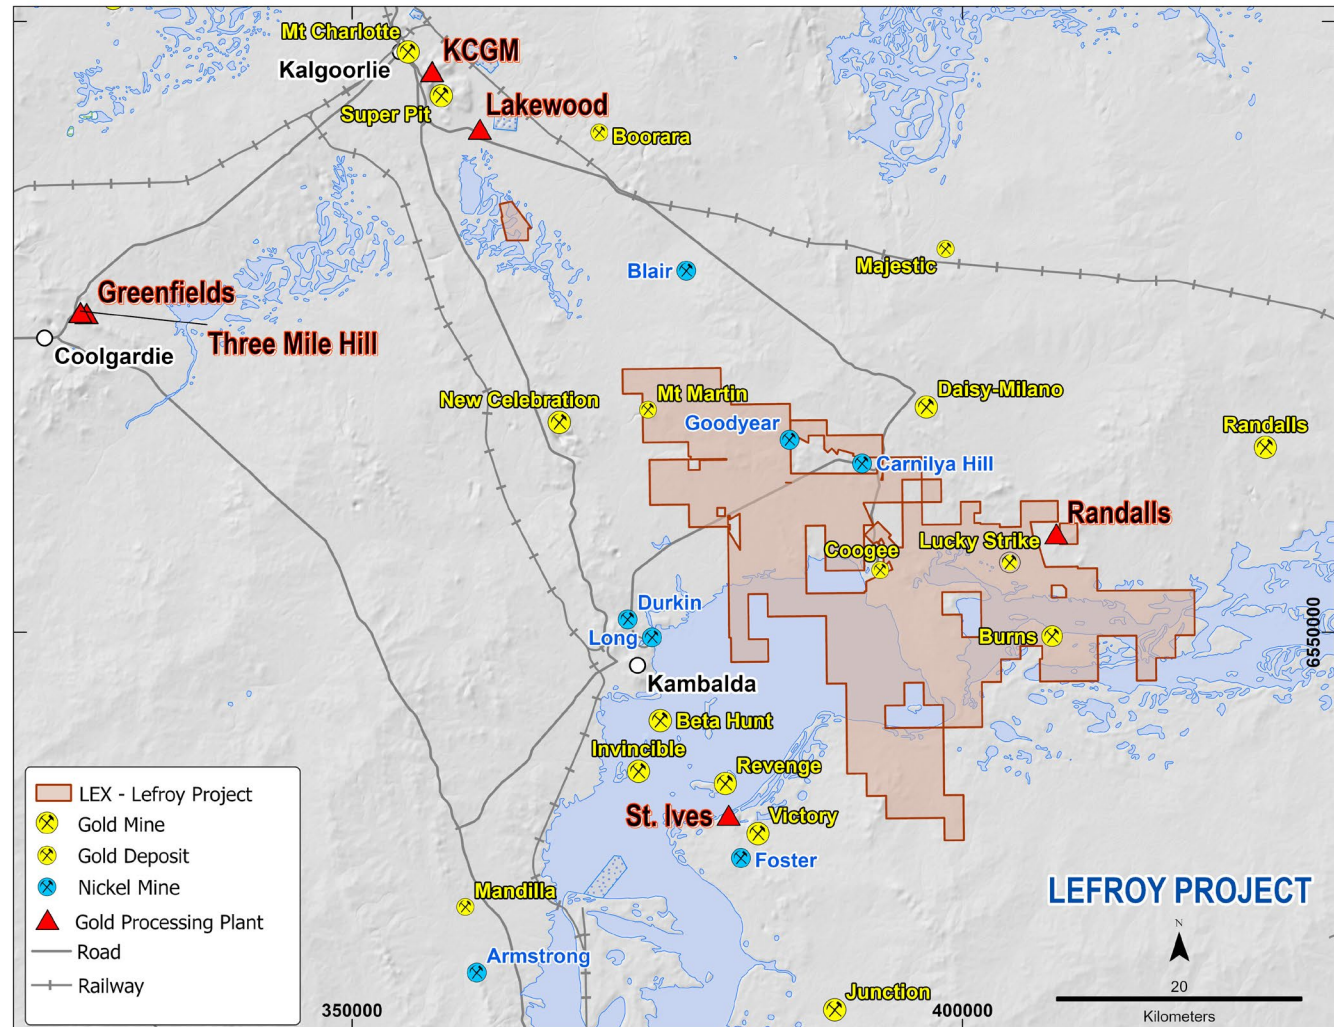 Mt Charlotte
KCGM
Kalgoorlie
Super Pit
Lakewood
Boorara
Blair
Majestic
Greenfields
Three Mile Hill
Coolgardie
New Celebration
Mt Martin
Goodyear
Daisy-Milano
Randalls
Carnilya Hill
Randalls
Coogee
Lucky Strike
Durkin
Long
Burns
6550000
Kambalda
Beta Hunt
Invincible
Revenge
St. Ives
Victory
Foster
Mandilla
Armstrong
Junction
LEX - Lefroy Project
Gold Mine
Gold Deposit
Nickel Mine
Gold Processing Plant
Road
Railway
LEFROY PROJECT
N
20
Kilometers
350000
400000